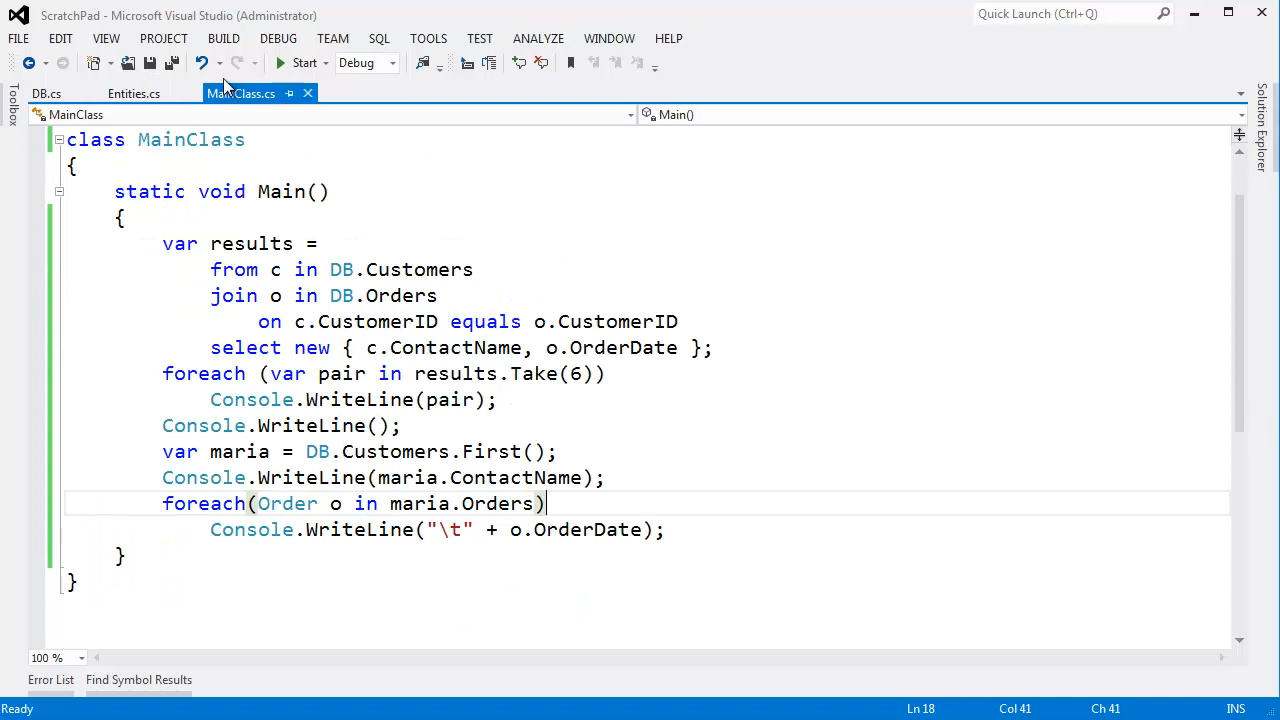 ScratchPad - Microsoft Visual Studio (Administrator)
Quick Launch (Ctrl+Q)
FILE EDIT VIEW PROJECT BUILD DEBUG TEAM SQL TOOLS TEST ANALYZE WINDOW HELP
Start Debug
DB.cs Entities.cs MainClass.cs
MainClass Main()
Toolbox
Solution Explorer
class MainClass
{
static void Main()
{
var results =
from c in DB.Customers
join o in DB.Orders
on c.CustomerID equals o.CustomerID
select new { c.ContactName, o.OrderDate };
foreach (var pair in results.Take(6))
Console.WriteLine(pair);
Console.WriteLine();
var maria = DB.Customers.First();
Console.WriteLine(maria.ContactName);
foreach(Order o in maria.Orders)
Console.WriteLine("\t" + o.OrderDate);
}
}
100 %
Error List Find Symbol Results
Ready Ln 18 Col 41 Ch 41 INS